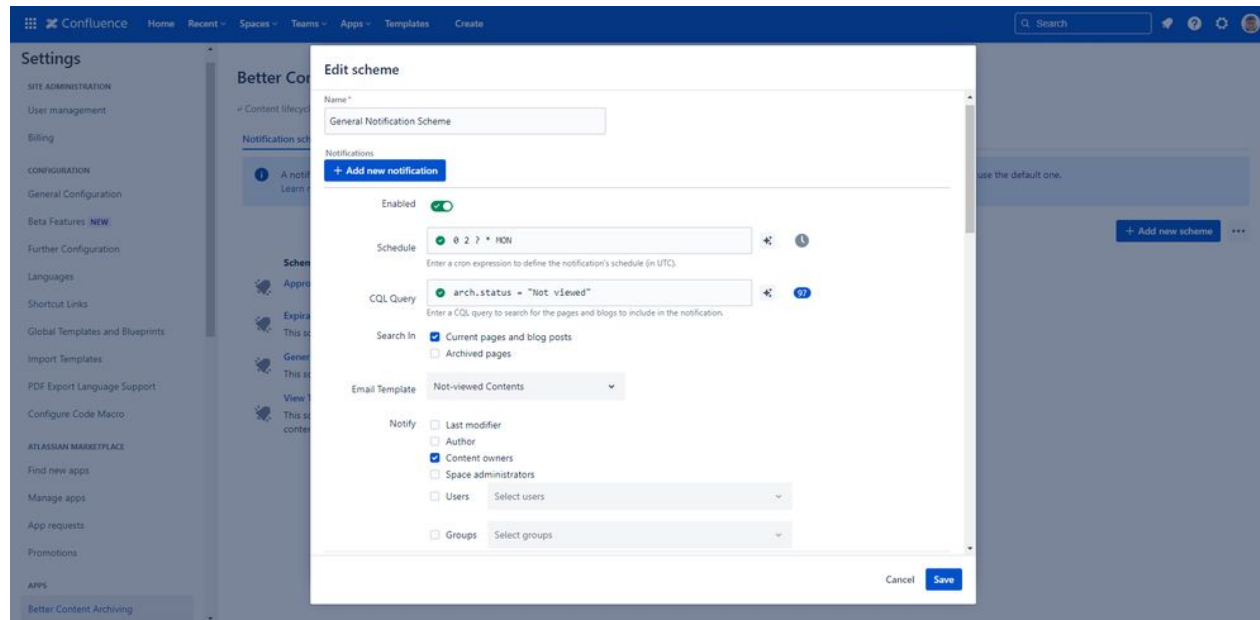 Confluence Home Recent Spaces Teams Apps Templates Create Search
Settings
SITE ADMINISTRATION
User management
Billing
CONFIGURATION
General Configuration
Beta Features NEW
Further Configuration
Languages
Shortcut Links
Global Templates and Blueprints
Import Templates
PDF Export Language Support
Configure Code Macro
ATLASSIAN MARKETPLACE
Find new apps
Manage apps
App requests
Promotions
APPS
Better Content Archiving
Better Cor
Content lifecyc
Notification sch
A notif
use the default one.
Learn
+ Add new scheme
Schem
Appro
Expira
This sc
Gener
This sc
View T
This sc
conter
Edit scheme
Name *
General Notification Scheme
Notifications
+ Add new notification
Enabled
Schedule 0 2 ? * MON
Enter a cron expression to define the notification's schedule (in UTC).
CQL Query arch.status = "Not viewed" 97
Enter a CQL query to search for the pages and blogs to include in the notification.
Search In Current pages and blog posts
Archived pages
Email Template Not-viewed Contents
Notify Last modifier
Author
Content owners
Space administrators
Users Select users
Groups Select groups
Cancel Save